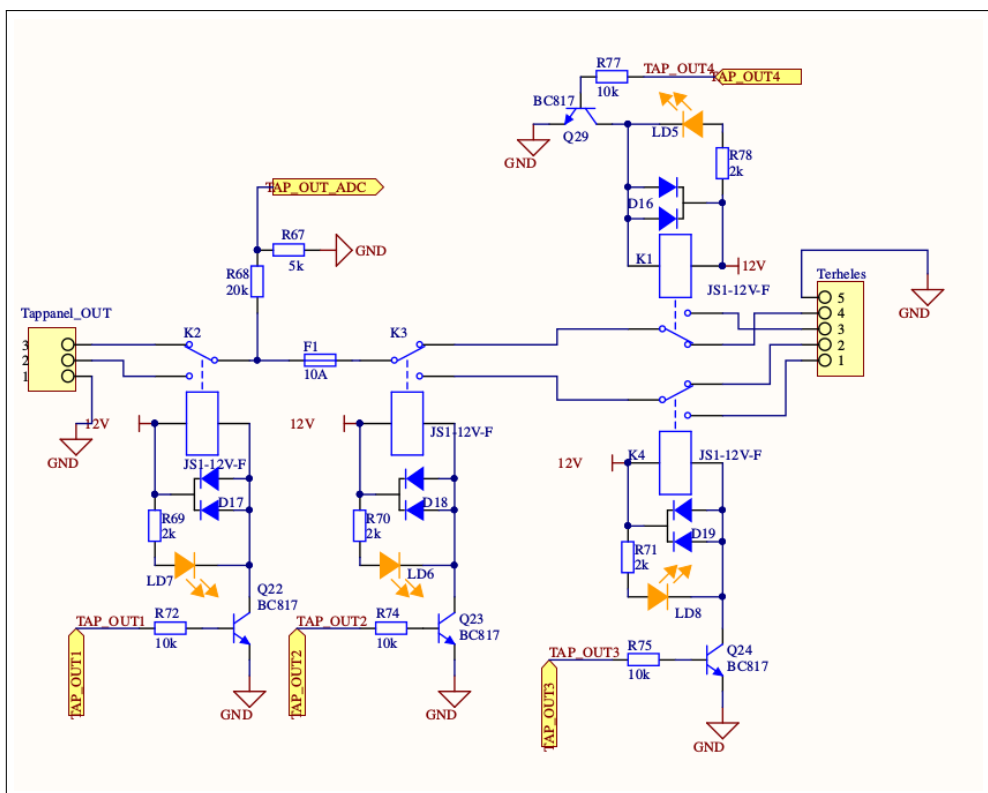 R77
TAP_OUT4
TAP_OUT4
10k
BC817
Q29
GND
LD5
R78
2k
D16
K1
12V
JS1-12V-F
TAP_OUT_ADC
R67
5k
GND
R68
20k
Terheles
5
4
3
2
1
GND
Tappanel_OUT
3
2
1
K2
F1
10A
K3
12V
GND
JS1-12V-F
D17
R69
2k
LD7
12V
JS1-12V-F
D18
R70
2k
LD6
12V
K4
JS1-12V-F
D19
R71
2k
LD8
TAP_OUT1
TAP_OUT1
R72
10k
Q22
BC817
GND
TAP_OUT2
TAP_OUT2
R74
10k
Q23
BC817
GND
TAP_OUT3
TAP_OUT3
R75
10k
Q24
BC817
GND